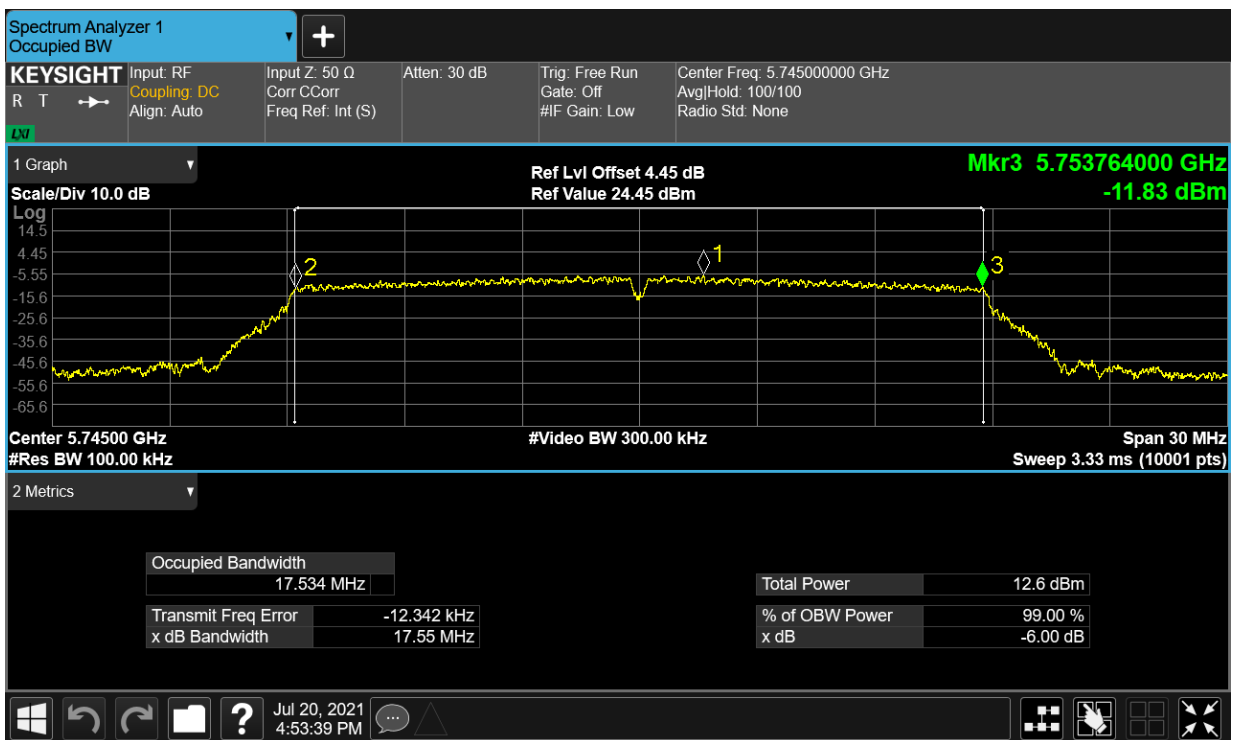 Spectrum Analyzer 1
Occupied BW
KEYSIGHT
R T
LXI
Input: RF
Coupling: DC
Align: Auto
Input Z: 50 Ω
Corr CCorr
Freq Ref: Int (S)
Atten: 30 dB
Trig: Free Run
Gate: Off
#IF Gain: Low
Center Freq: 5.745000000 GHz
Avg|Hold: 100/100
Radio Std: None
1 Graph
Scale/Div 10.0 dB
Ref Lvl Offset 4.45 dB
Ref Value 24.45 dBm
Mkr3 5.753764000 GHz
-11.83 dBm
Log
14.5
4.45
-5.55
-15.6
-25.6
-35.6
-45.6
-55.6
-65.6
2
1
3
Center 5.74500 GHz
#Res BW 100.00 kHz
#Video BW 300.00 kHz
Span 30 MHz
Sweep 3.33 ms (10001 pts)
2 Metrics
Occupied Bandwidth
17.534 MHz
Transmit Freq Error -12.342 kHz
x dB Bandwidth 17.55 MHz
Total Power 12.6 dBm
% of OBW Power 99.00 %
x dB -6.00 dB
?
Jul 20, 2021
4:53:39 PM